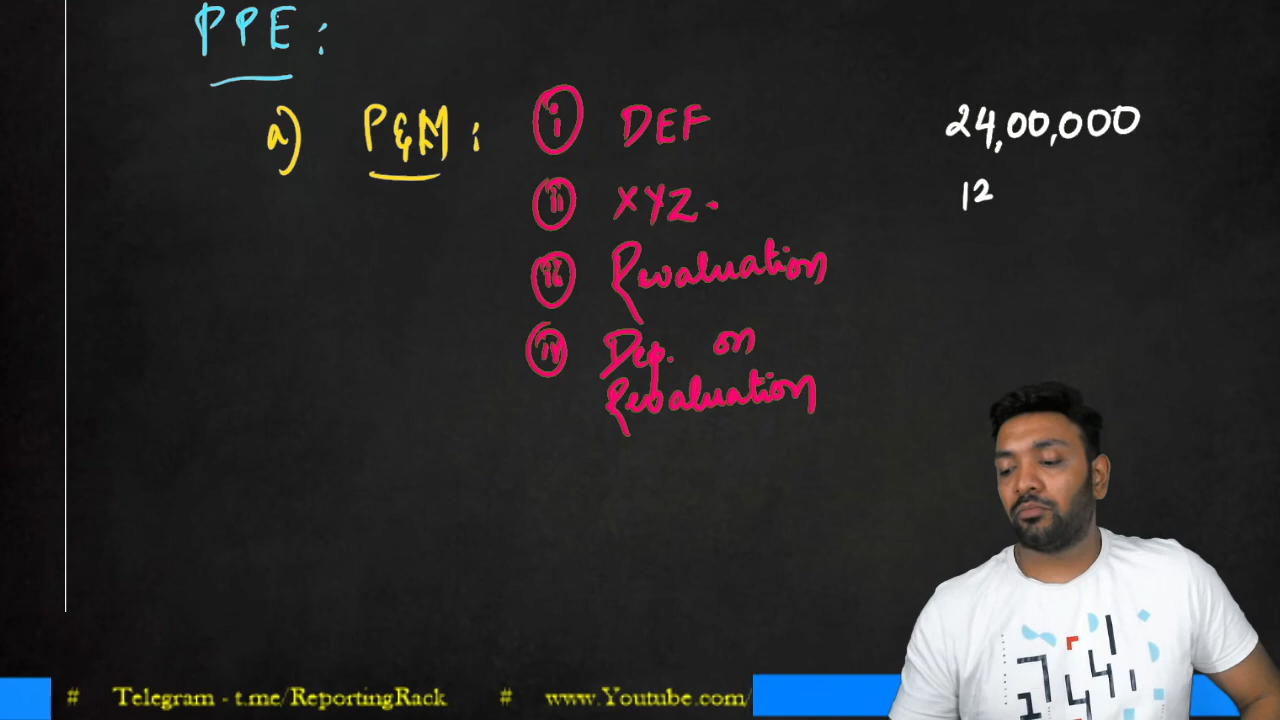 PPE:
a) P&M: i DEF 24,00,000
ii XYZ. 12
iii Revaluation
iv Dep. on
Revaluation
# Telegram - t.me/ReportingRack # www.Youtube.com/